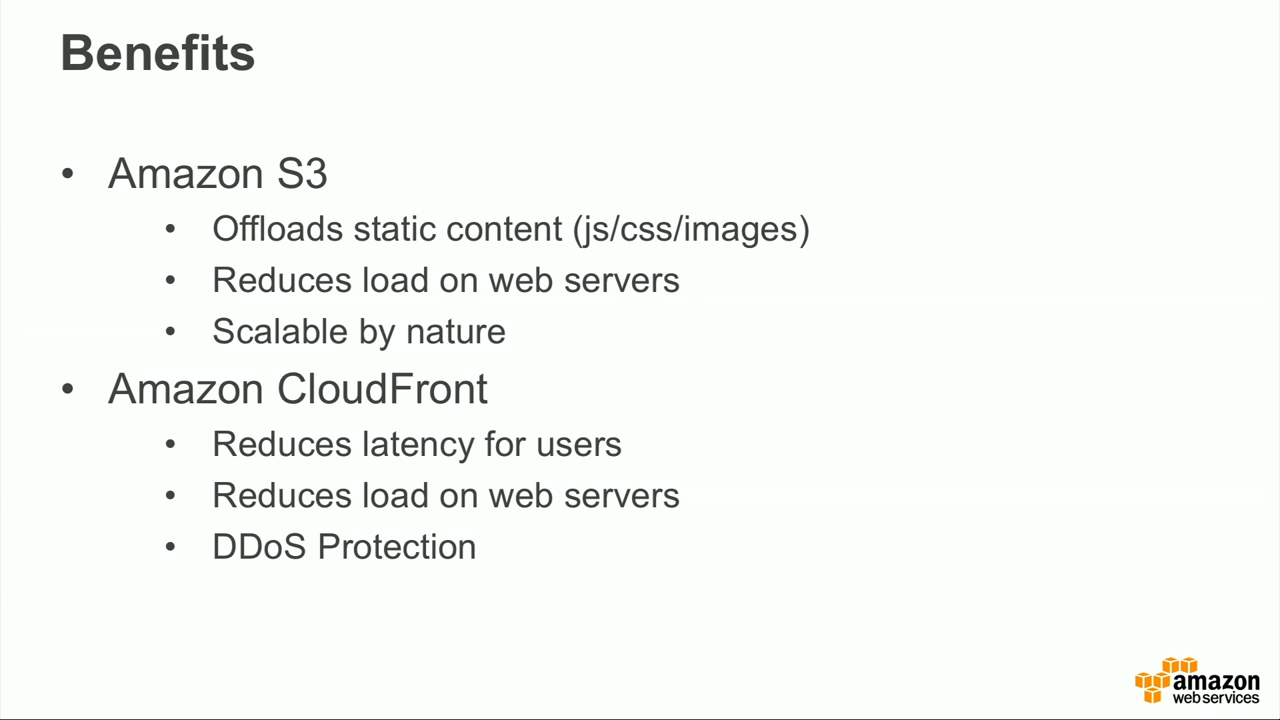 Benefits
• Amazon S3
• Offloads static content (js/css/images)
• Reduces load on web servers
• Scalable by nature
• Amazon CloudFront
• Reduces latency for users
• Reduces load on web servers
• DDoS Protection
amazon
web services